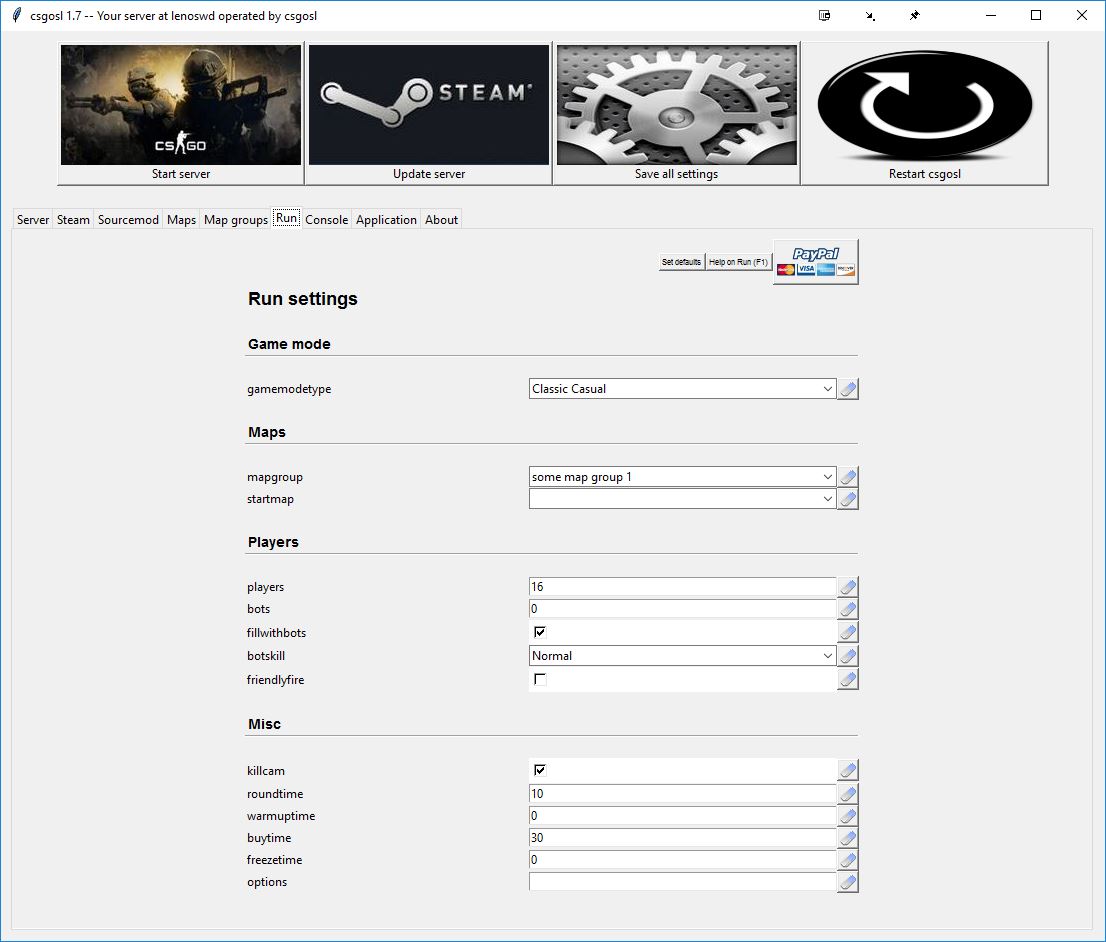 csgosl 1.7 -- Your server at lenoswd operated by csgosl
CS GO
STEAM
Start server
Update server
Save all settings
Restart csgosl
Server Steam Sourcemod Maps Map groups Run Console Application About
Set defaults Help on Run (F1)
PayPal
VISA
Run settings
Game mode
gamemodetype Classic Casual
Maps
mapgroup some map group 1
startmap
Players
players 16
bots 0
fillwithbots
botskill Normal
friendlyfire
Misc
killcam
roundtime 10
warmuptime 0
buytime 30
freezetime 0
options